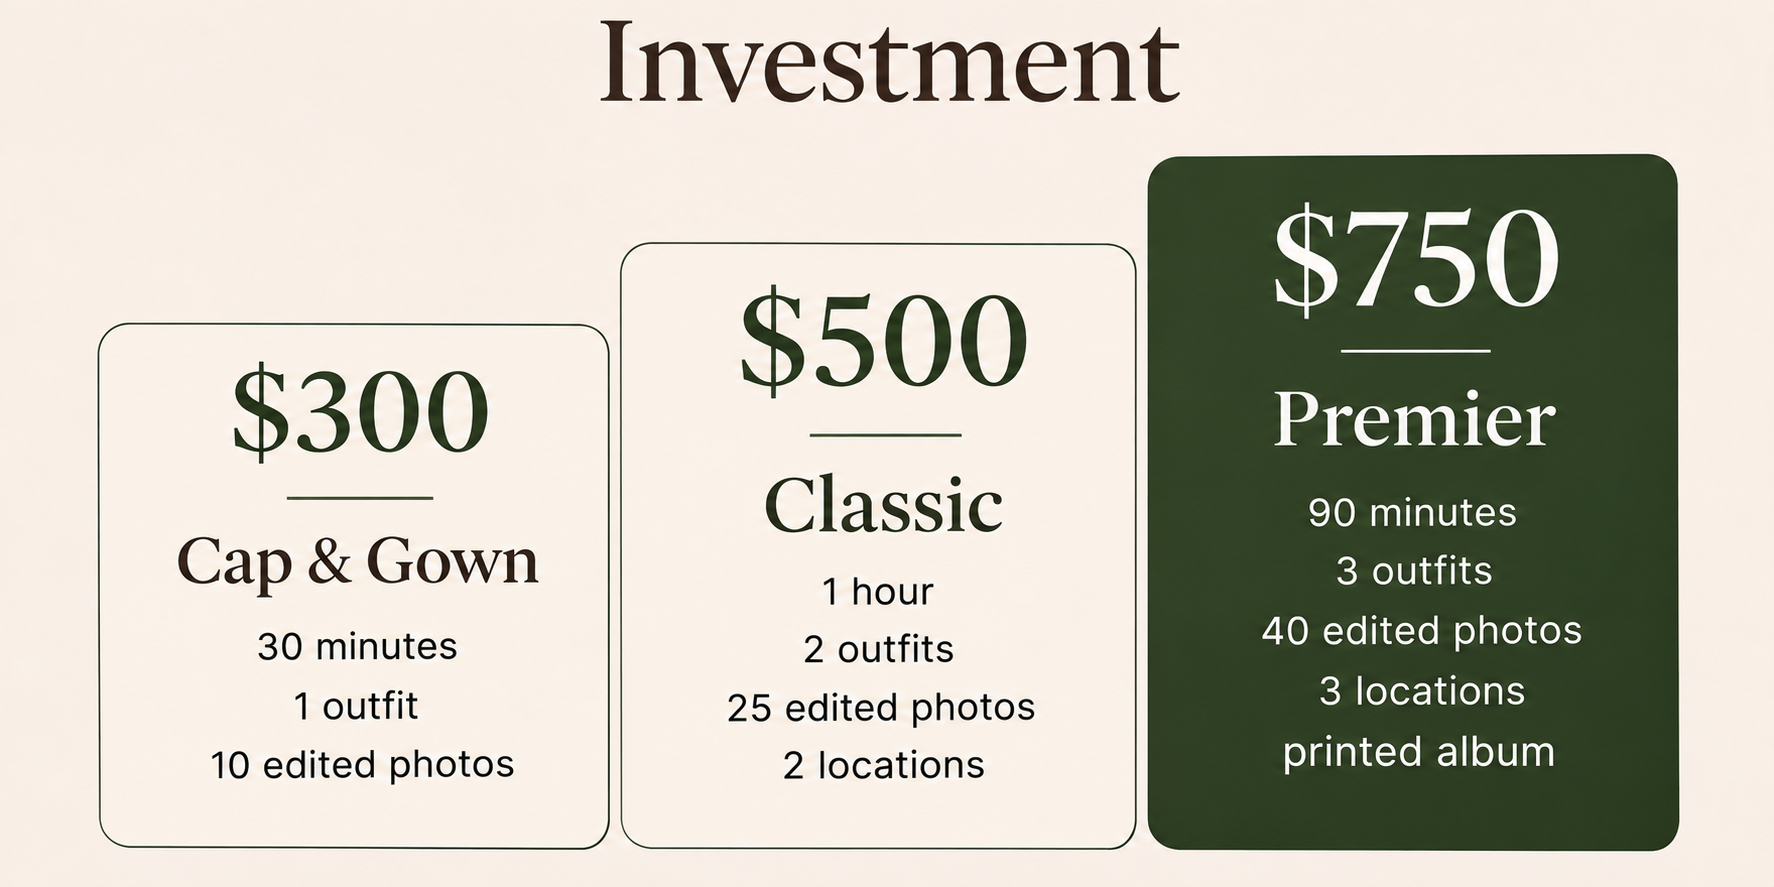 Investment
$300
Cap & Gown
30 minutes
1 outfit
10 edited photos
$500
Classic
1 hour
2 outfits
25 edited photos
2 locations
$750
Premier
90 minutes
3 outfits
40 edited photos
3 locations
printed album